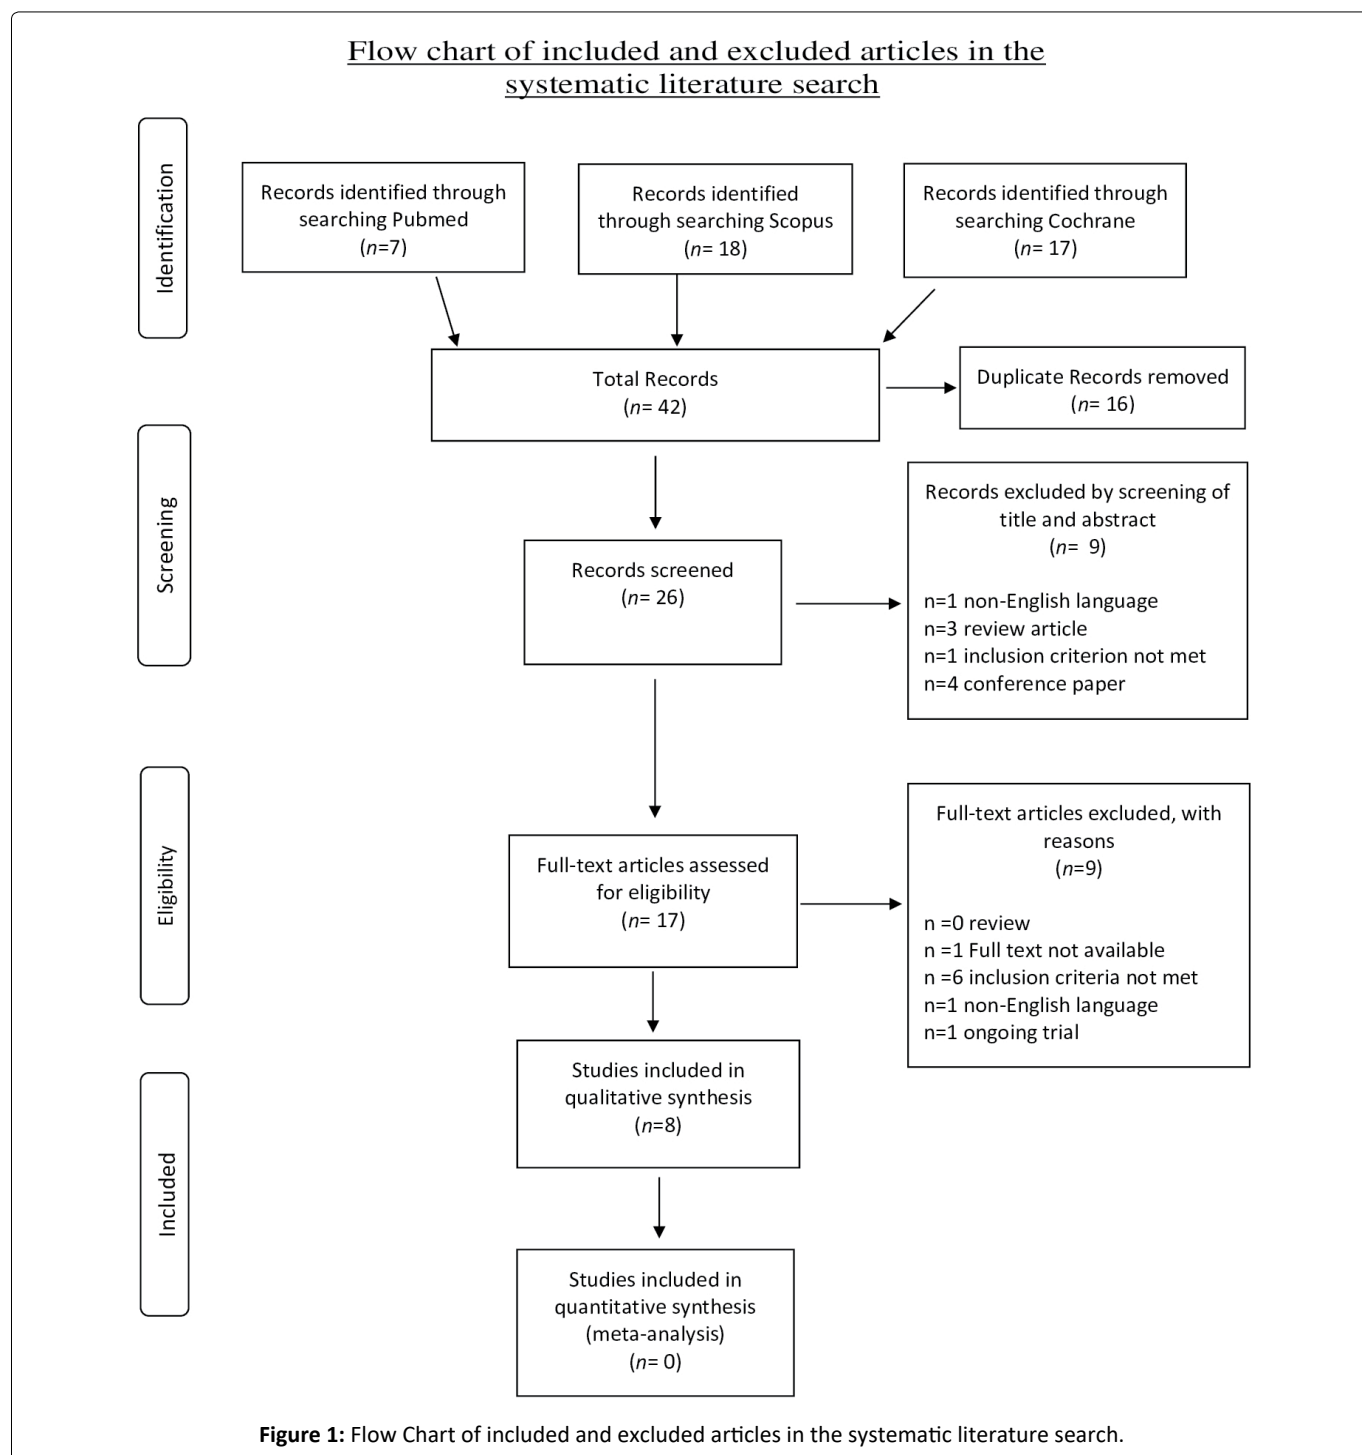 Flow chart of included and excluded articles in the
systematic literature search
Identification
Records identified through
searching Pubmed
(n=7)
Records identified
through searching Scopus
(n= 18)
Records identified through
searching Cochrane
(n= 17)
Total Records
(n= 42)
Duplicate Records removed
(n= 16)
Screening
Records screened
(n= 26)
Records excluded by screening of
title and abstract
(n= 9)
n=1 non-English language
n=3 review article
n=1 inclusion criterion not met
n=4 conference paper
Eligibility
Full-text articles assessed
for eligibility
(n= 17)
Full-text articles excluded, with
reasons
(n=9)
n =0 review
n =1 Full text not available
n =6 inclusion criteria not met
n=1 non-English language
n=1 ongoing trial
Included
Studies included in
qualitative synthesis
(n=8)
Studies included in
quantitative synthesis
(meta-analysis)
(n= 0)
Figure 1: Flow Chart of included and excluded articles in the systematic literature search.